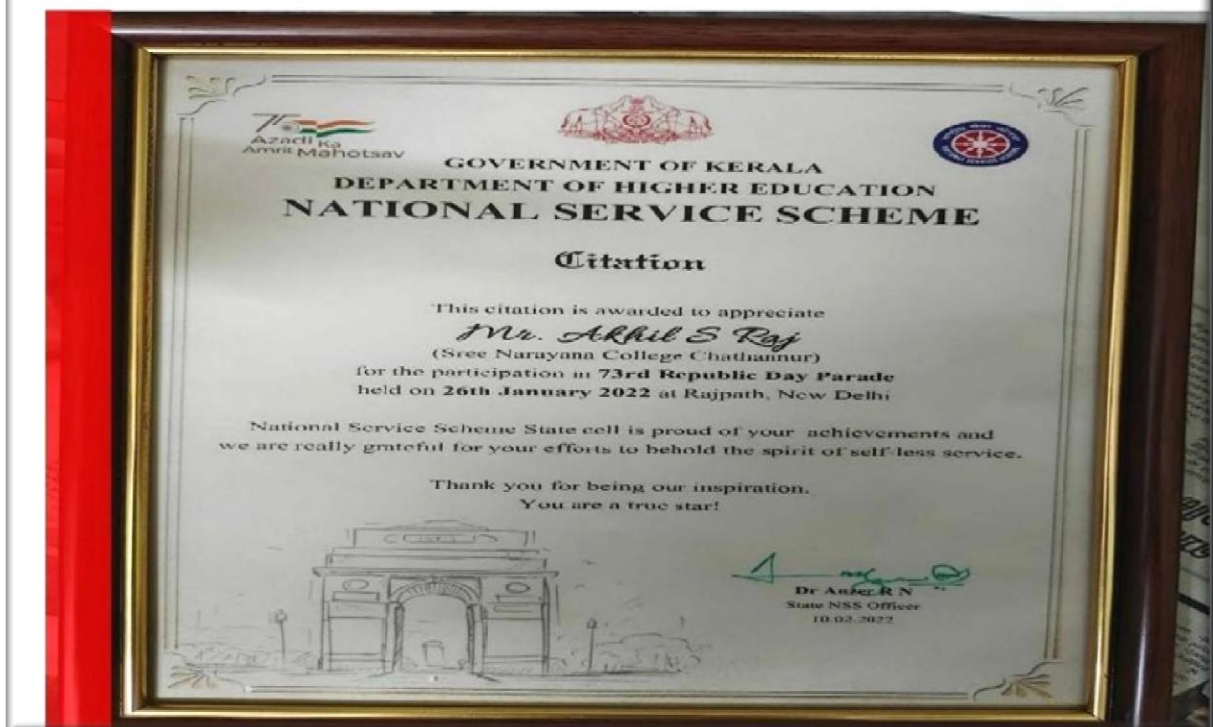 75
Azadi Ka
Amrit Mahotsav
GOVERNMENT OF KERALA
DEPARTMENT OF HIGHER EDUCATION
NATIONAL SERVICE SCHEME
Citation
This citation is awarded to appreciate
Mr. Akhil S Raj
(Sree Narayana College Chathannur)
for the participation in 73rd Republic Day Parade
held on 26th January 2022 at Rajpath, New Delhi
National Service Scheme State cell is proud of your achievements and
we are really grateful for your efforts to behold the spirit of self-less service.
Thank you for being our inspiration.
You are a true star!
Dr Anzer R N
State NSS Officer
10.02.2022